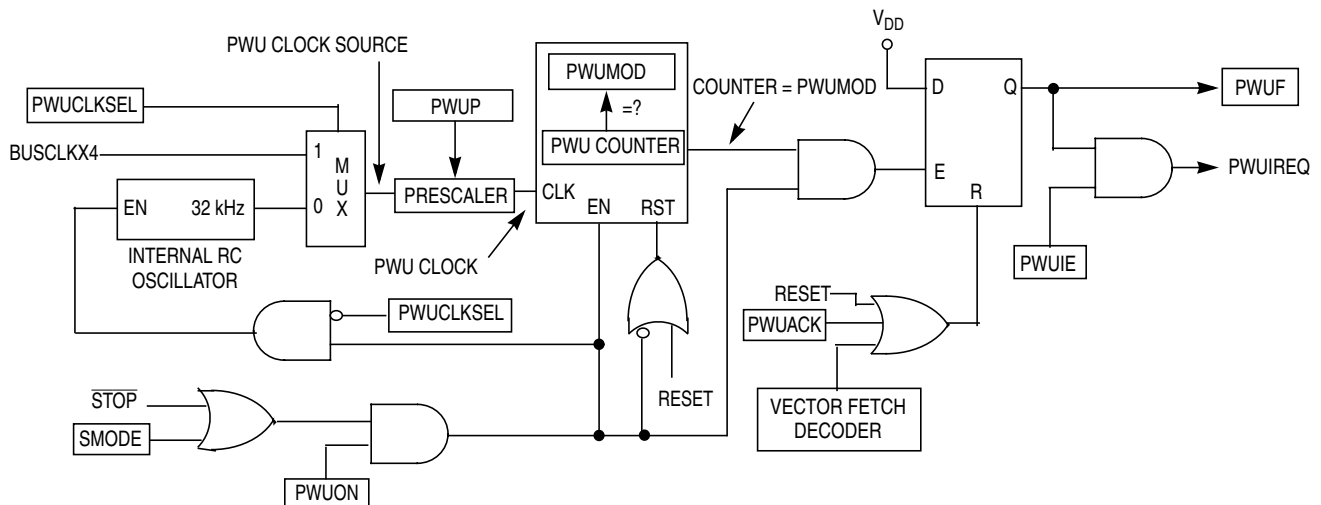 V_DD
PWU CLOCK SOURCE
PWUMOD
=?
PWU COUNTER
COUNTER = PWUMOD
D
Q
PWUF
PWUCLKSEL
PWUP
BUSCLKX4
1
M
U
X
0
PRESCALER
CLK
EN
RST
E
R
PWUIREQ
EN
32 kHz
INTERNAL RC
OSCILLATOR
PWU CLOCK
PWUIE
PWUCLKSEL
RESET
PWUACK
RESET
VECTOR FETCH
DECODER
S̅T̅O̅P̅
SMODE
PWUON